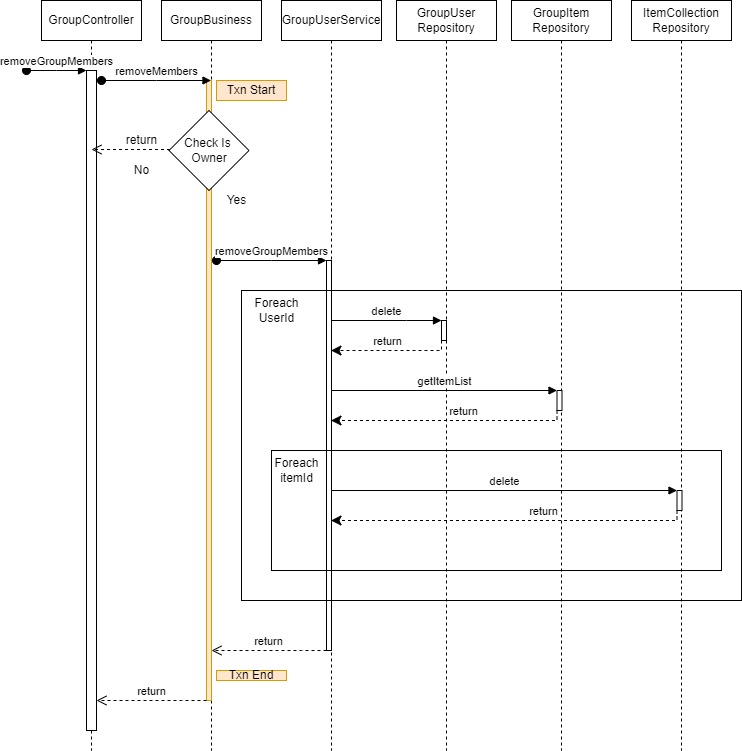 GroupController
GroupBusiness
GroupUserService
GroupUser
Repository
GroupItem
Repository
ItemCollection
Repository
removeGroupMembers
removeMembers
Txn Start
return
Check Is
Owner
No
Yes
removeGroupMembers
Foreach
UserId
delete
return
getItemList
return
Foreach
itemId
delete
return
return
Txn End
return